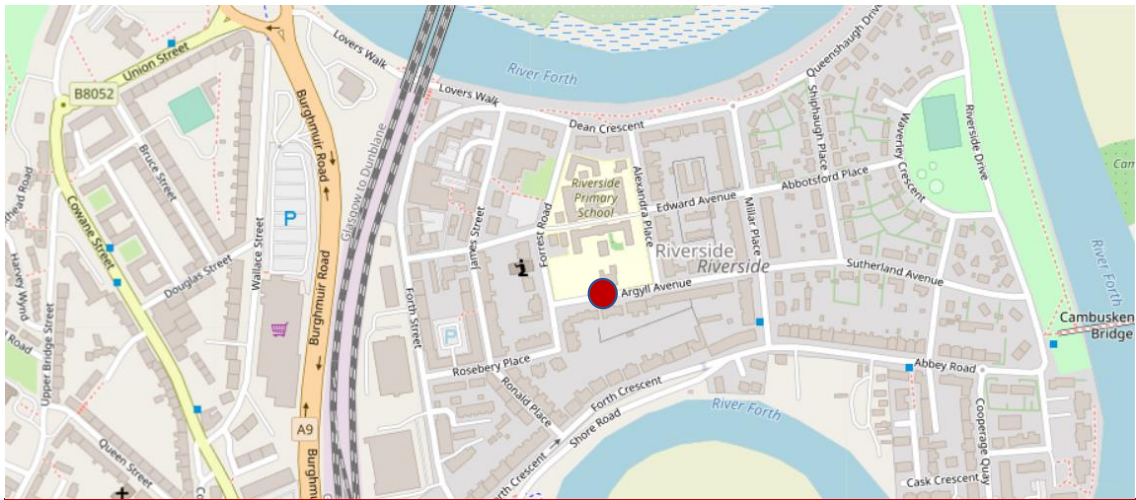 Lovers Walk
River Forth
Queenshaugh Drive
Union Street
B8052
Lovers Walk
Dean Crescent
Shiphaugh Place
Waverley Crescent
Riverside Drive
Burghmuir Road
Bruce Street
Glasgow to Dunblane
Riverside
Primary
School
Alexandra Place
Edward Avenue
Abbotsford Place
Cowane Street
Wallace Street
P
James Street
Forrest Road
Millar Place
Riverside
Riverside
Harvey Wynd
Douglas Street
Sutherland Avenue
River Forth
Argyll Avenue
Forth Street
Burghmuir Road
P
Upper Bridge Street
Road
Rosebery Place
Cambusken
Bridge
Abbey Road
Ronald Place
Forth Crescent
Shore Road
River Forth
A9
Queen Street
Cooperage Quay
Cask Crescent